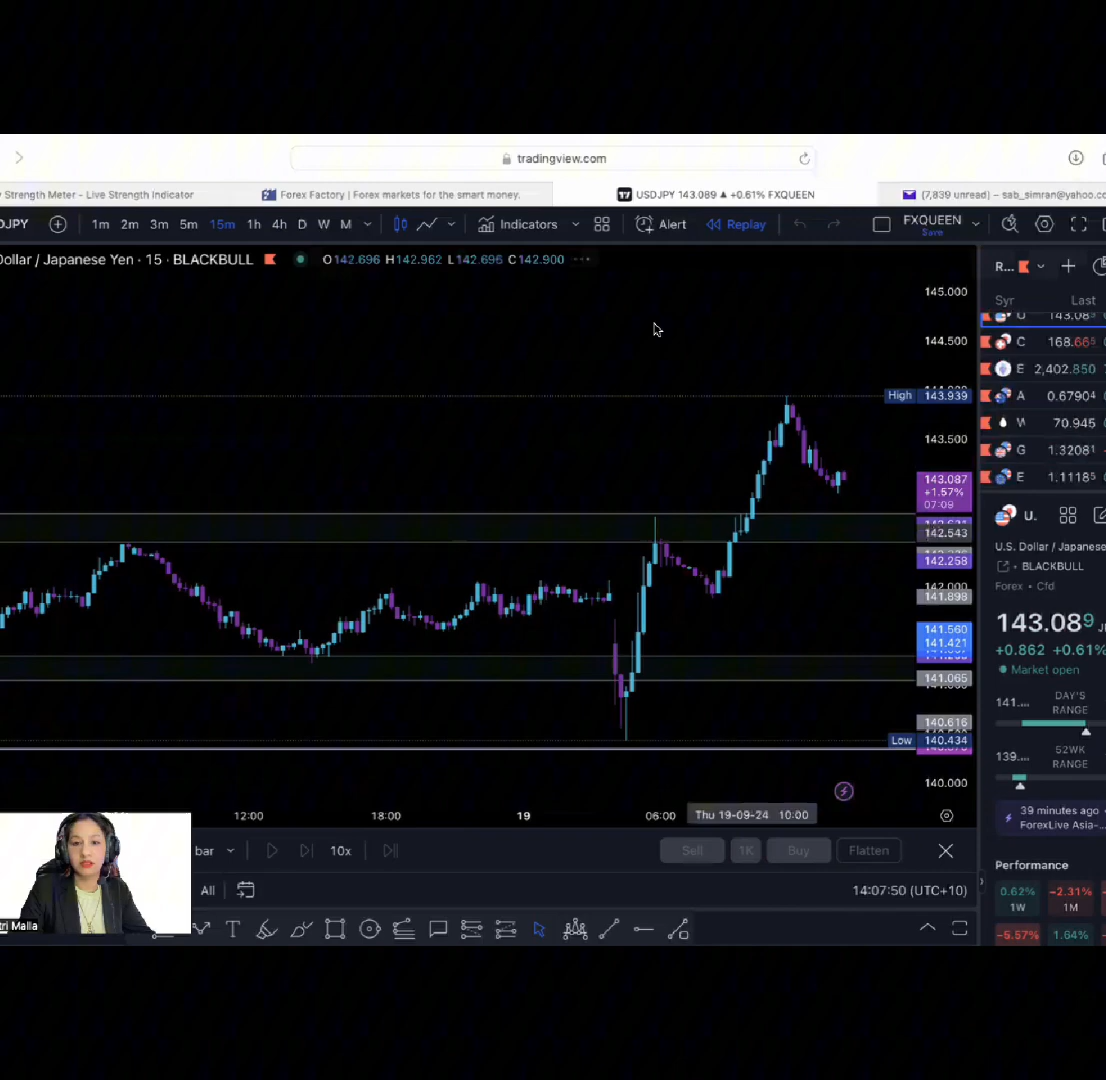 tradingview.com
Strength Meter – Live Strength Indicator
Forex Factory | Forex markets for the smart money.
USDJPY 143.089 ▲ +0.61% FXQUEEN
(7,839 unread) – sab_simran@yahoo.co
DJPY 1m 2m 3m 5m 15m 1h 4h D W M Indicators Alert Replay FXQUEEN
Save
Dollar / Japanese Yen · 15 · BLACKBULL O142.696 H142.962 L142.696 C142.900
R...
Last
145.000
144.500
High 143.939
143.500
143.087
+1.57%
07:09
142.543
142.258
142.000
141.898
141.560
141.421
141.065
140.616
Low 140.434
140.000
C 168.665
E 2,402.850
A 0.67904
W 70.945
G 1.32081
E 1.11185
U.
U.S. Dollar / Japanese
BLACKBULL
Forex • Cfd
143.089
+0.862 +0.61%
Market open
141.... DAY'S
RANGE
139.... 52WK
RANGE
39 minutes ago
ForexLive Asia-...
Performance
0.62% −2.31%
1W 1M
−5.57% 1.64%
12:00 18:00 19 06:00 Thu 19-09-24 10:00
bar 10x Sell 1K Buy Flatten
All 14:07:50 (UTC+10)
tri Malla